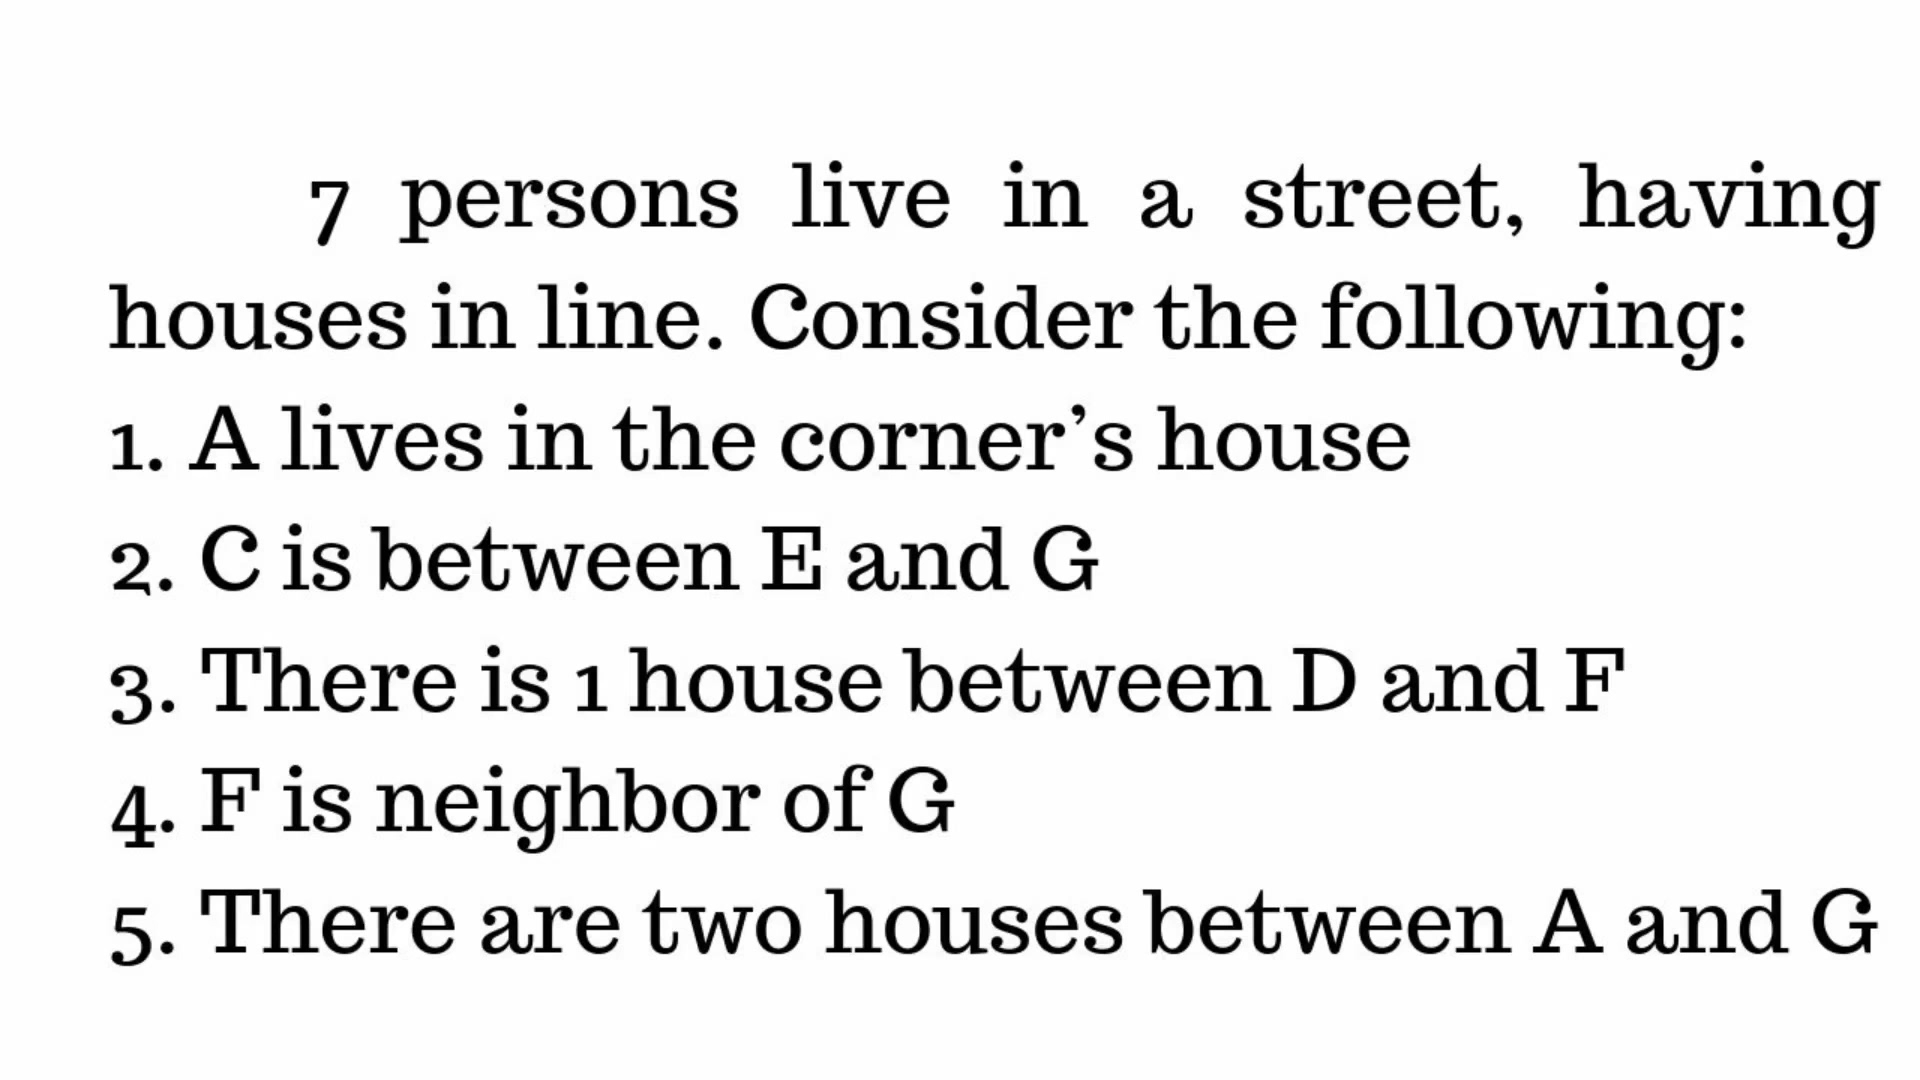 7 persons live in a street, having
houses in line. Consider the following:
1. A lives in the corner’s house
2. C is between E and G
3. There is 1 house between D and F
4. F is neighbor of G
5. There are two houses between A and G